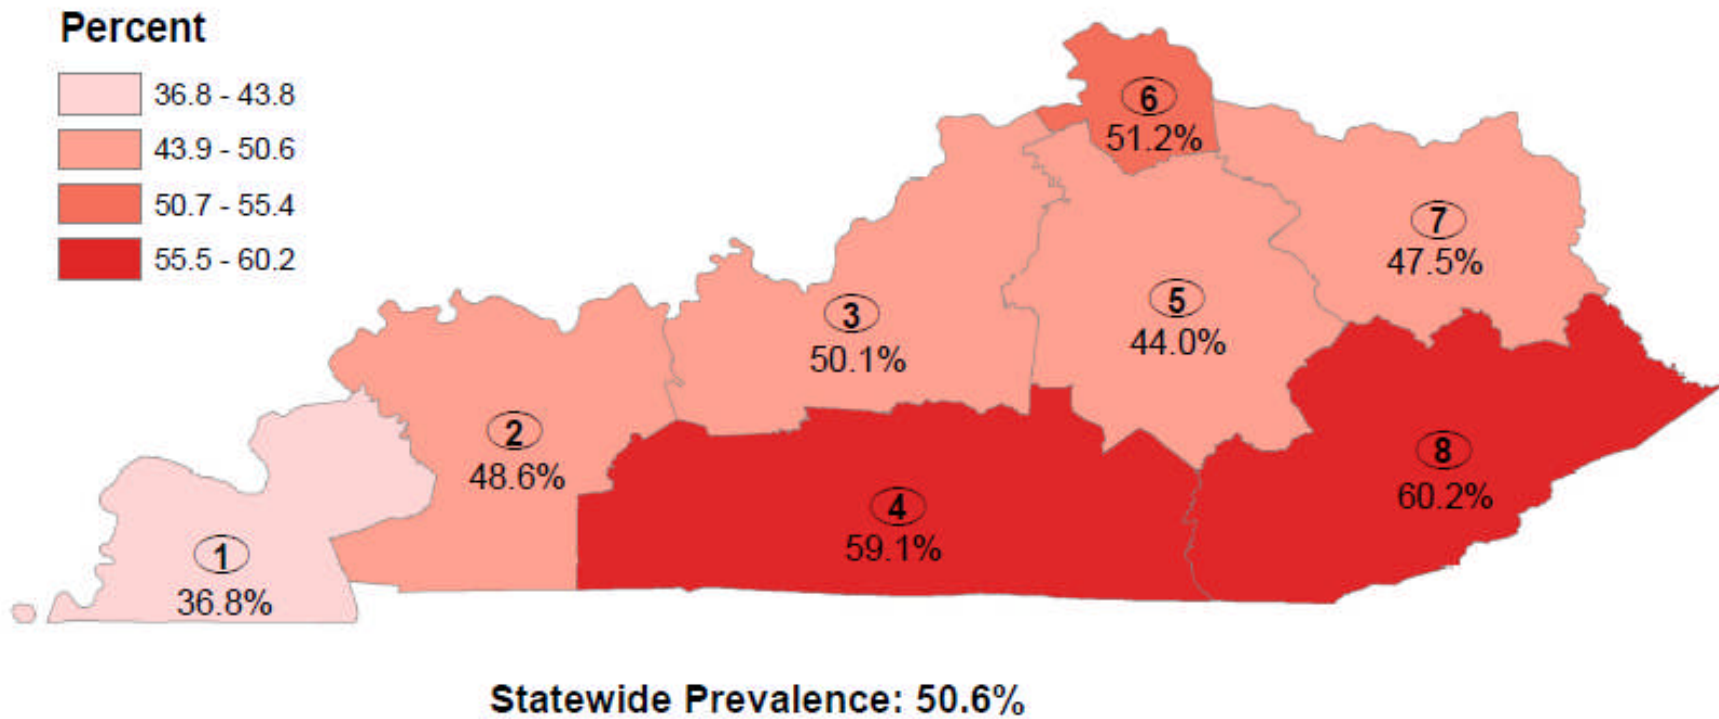 Percent
36.8 - 43.8
43.9 - 50.6
50.7 - 55.4
55.5 - 60.2
6
51.2%
7
47.5%
3
50.1%
5
44.0%
2
48.6%
8
60.2%
4
59.1%
1
36.8%
Statewide Prevalence: 50.6%